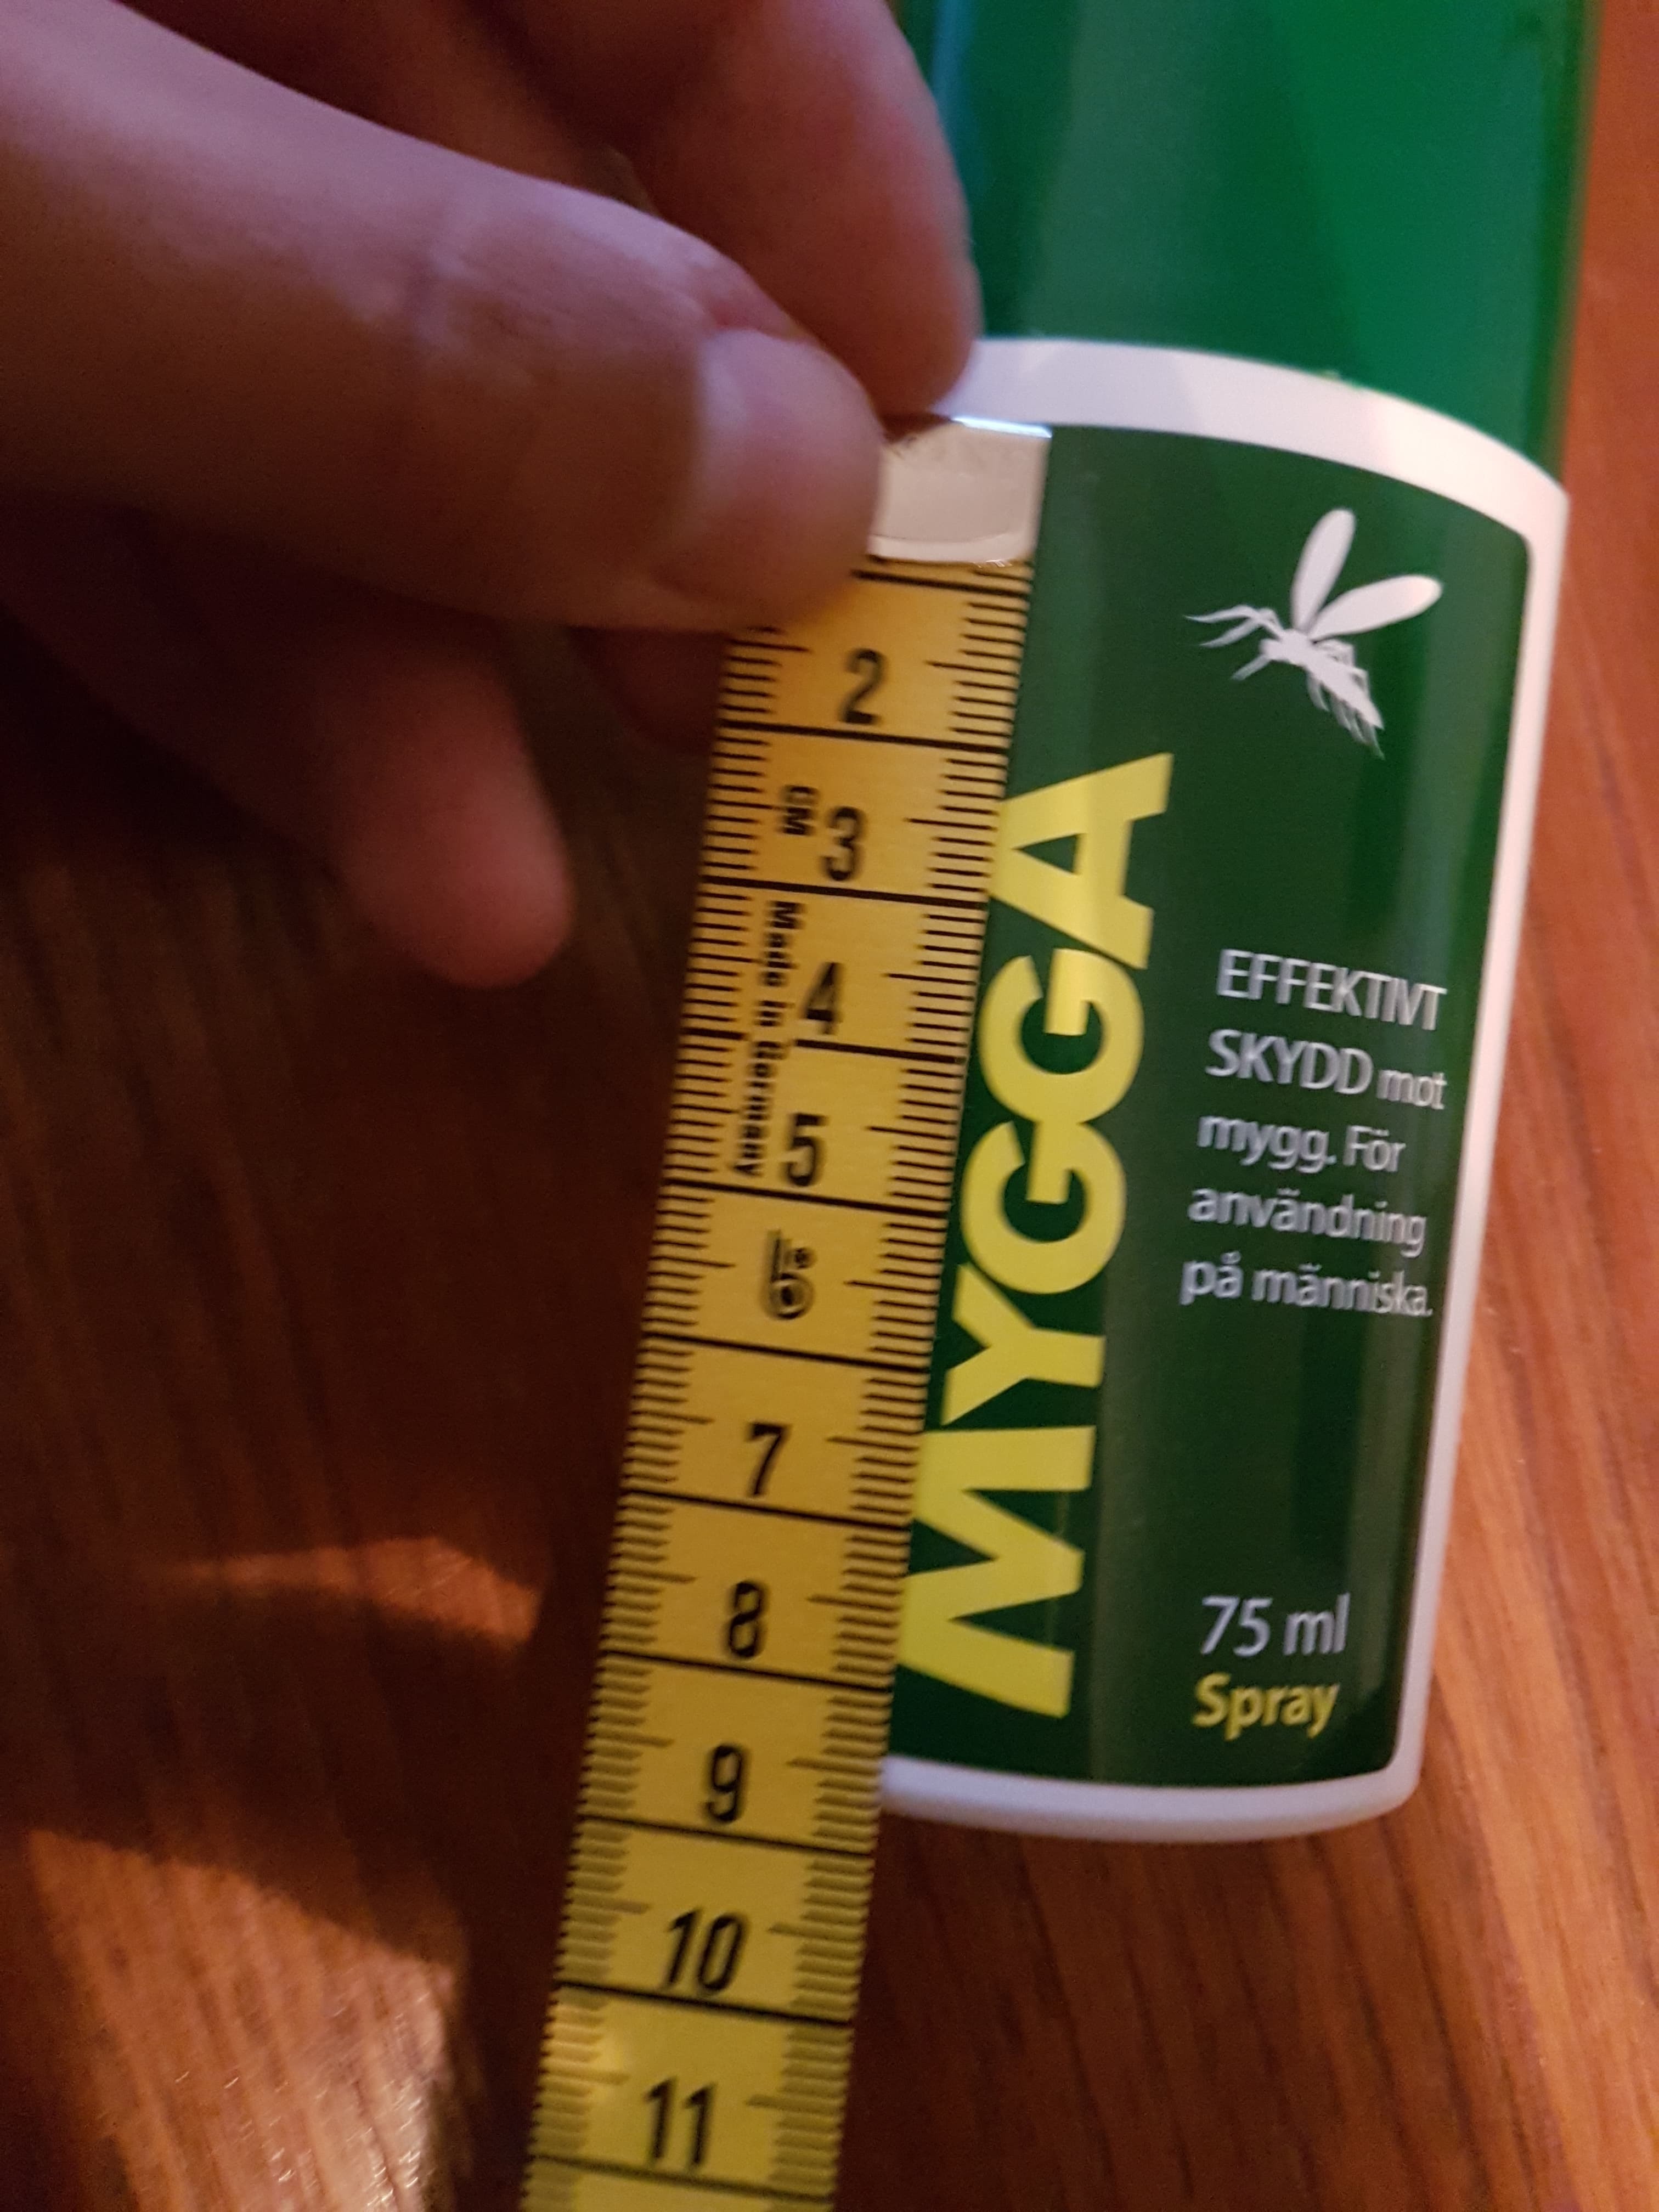 2
CM
3
Made in Germany
4
5
6
7
8
9
10
11
MYGGA
EFFEKTIVT
SKYDD mot
mygg. För
användning
på människa.
75 ml
Spray